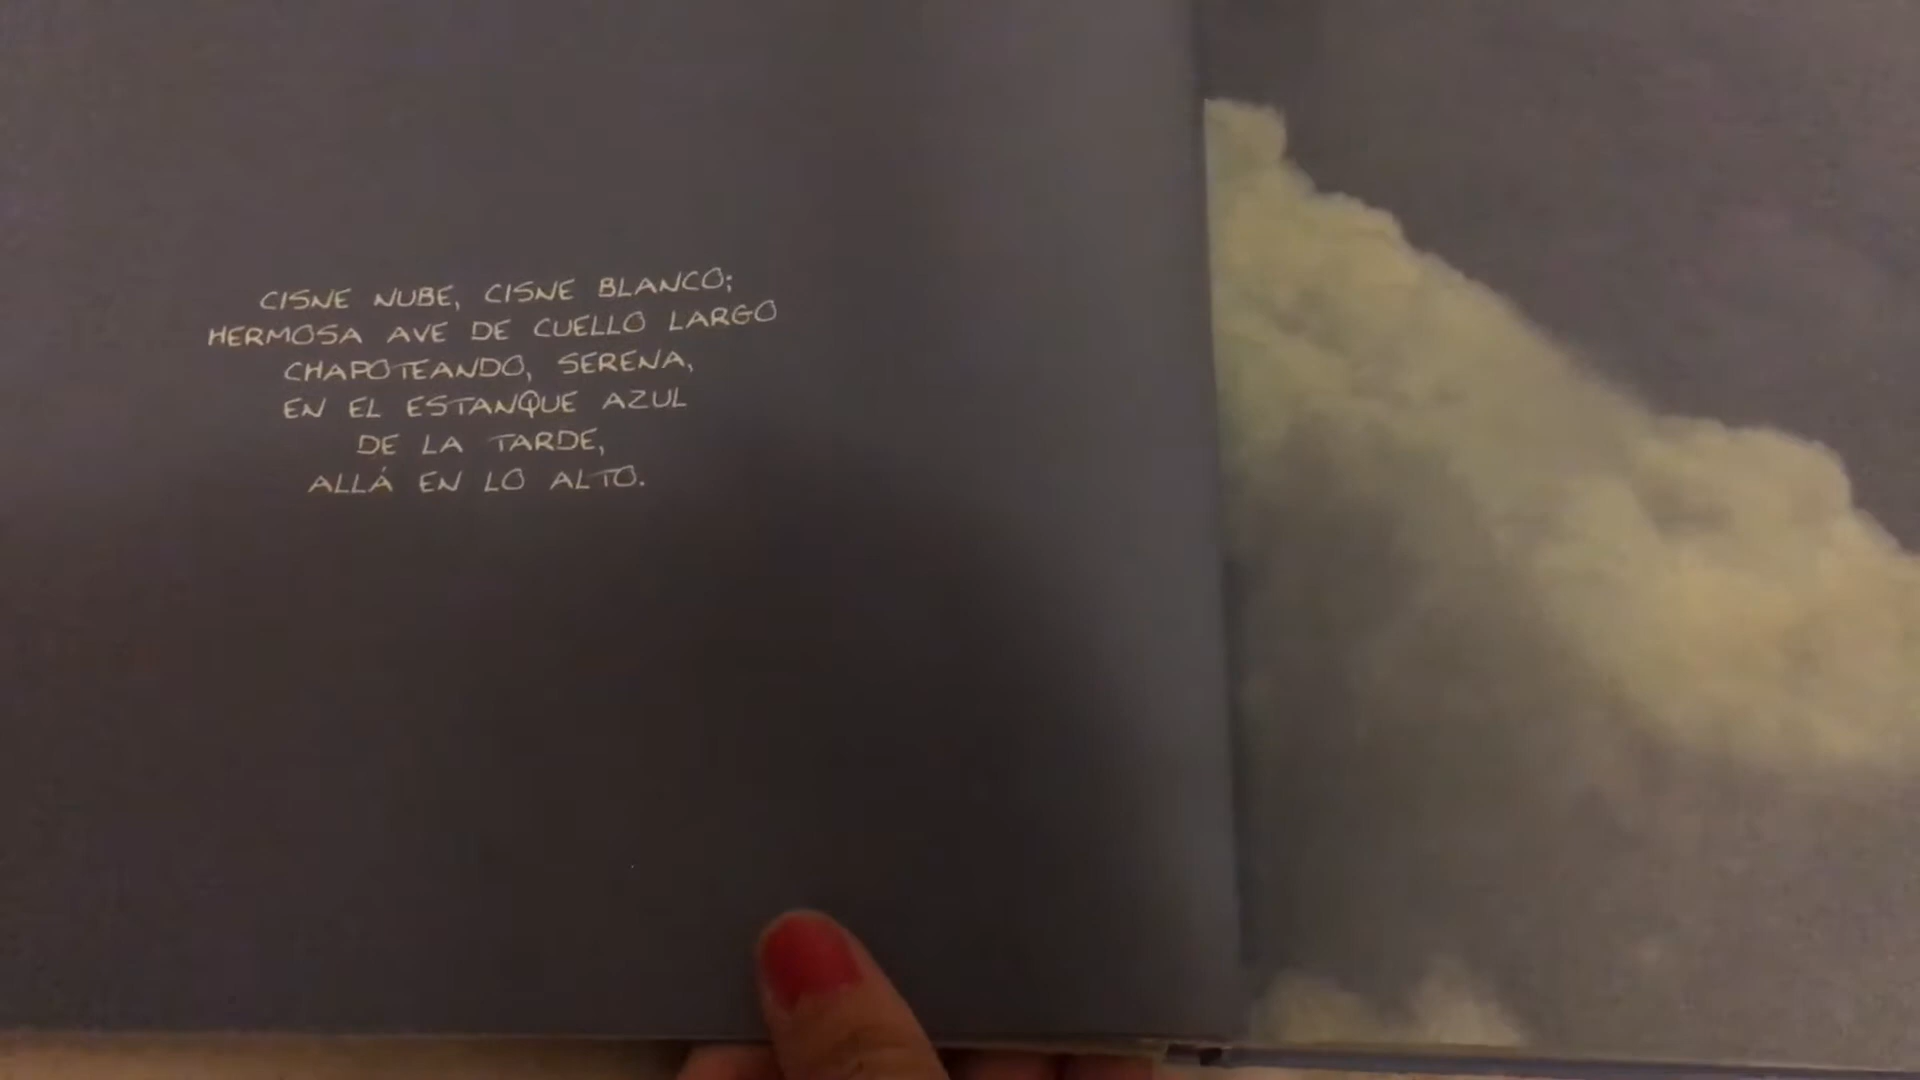 CISNE NUBE, CISNE BLANCO;
HERMOSA AVE DE CUELLO LARGO
CHAPOTEANDO, SERENA,
EN EL ESTANQUE AZUL
DE LA TARDE,
ALLÁ EN LO ALTO.